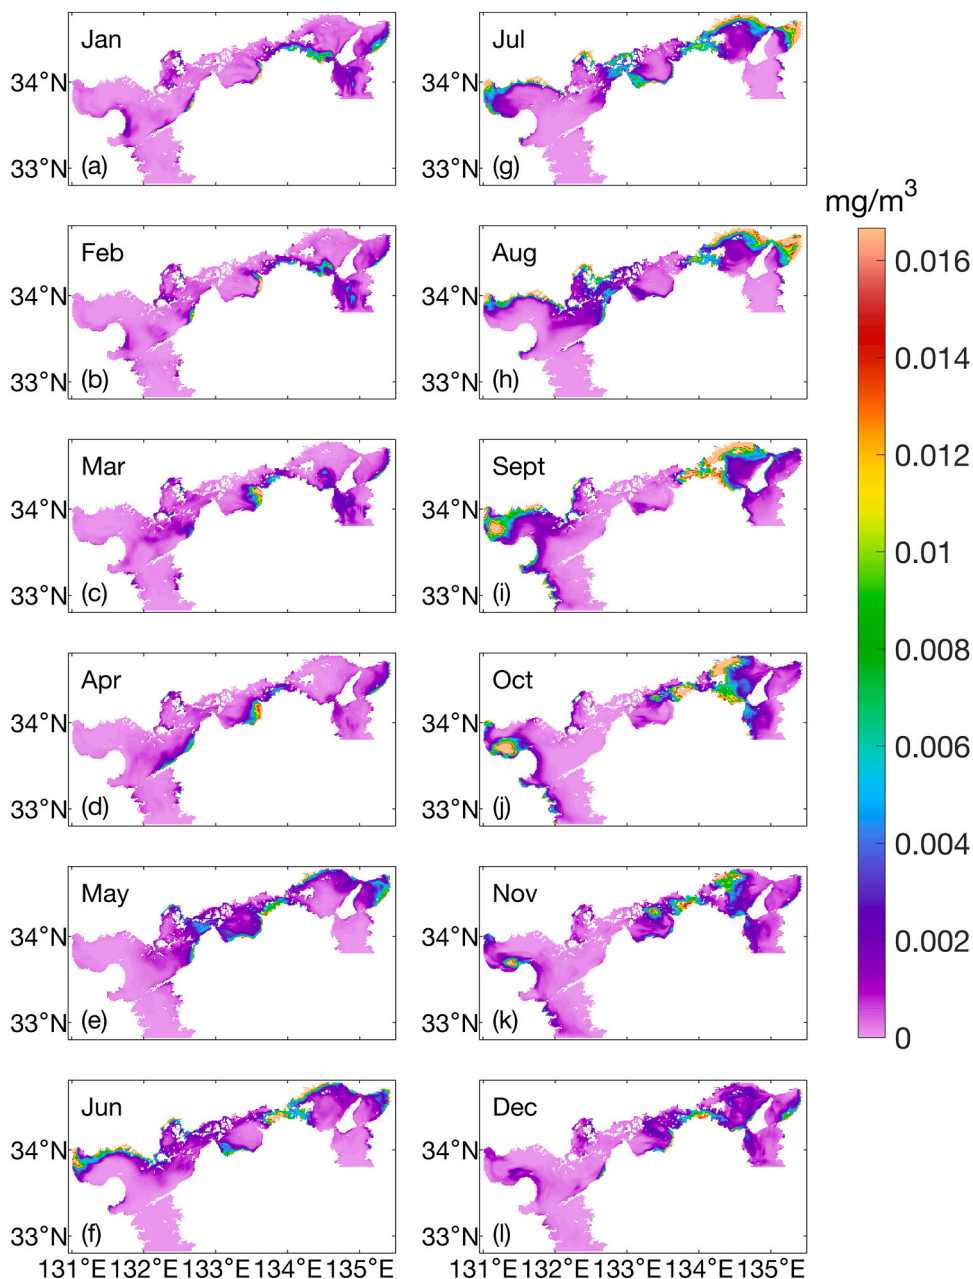 Jan
34°N
33°N
(a)
Feb
34°N
33°N
(b)
Mar
34°N
33°N
(c)
Apr
34°N
33°N
(d)
May
34°N
33°N
(e)
Jun
34°N
33°N
(f)
131°E 132°E 133°E 134°E 135°E
Jul
34°N
33°N
(g)
Aug
34°N
33°N
(h)
Sept
34°N
33°N
(i)
Oct
34°N
33°N
(j)
Nov
34°N
33°N
(k)
Dec
34°N
33°N
(l)
131°E 132°E 133°E 134°E 135°E
mg/m³
0.016
0.014
0.012
0.01
0.008
0.006
0.004
0.002
0